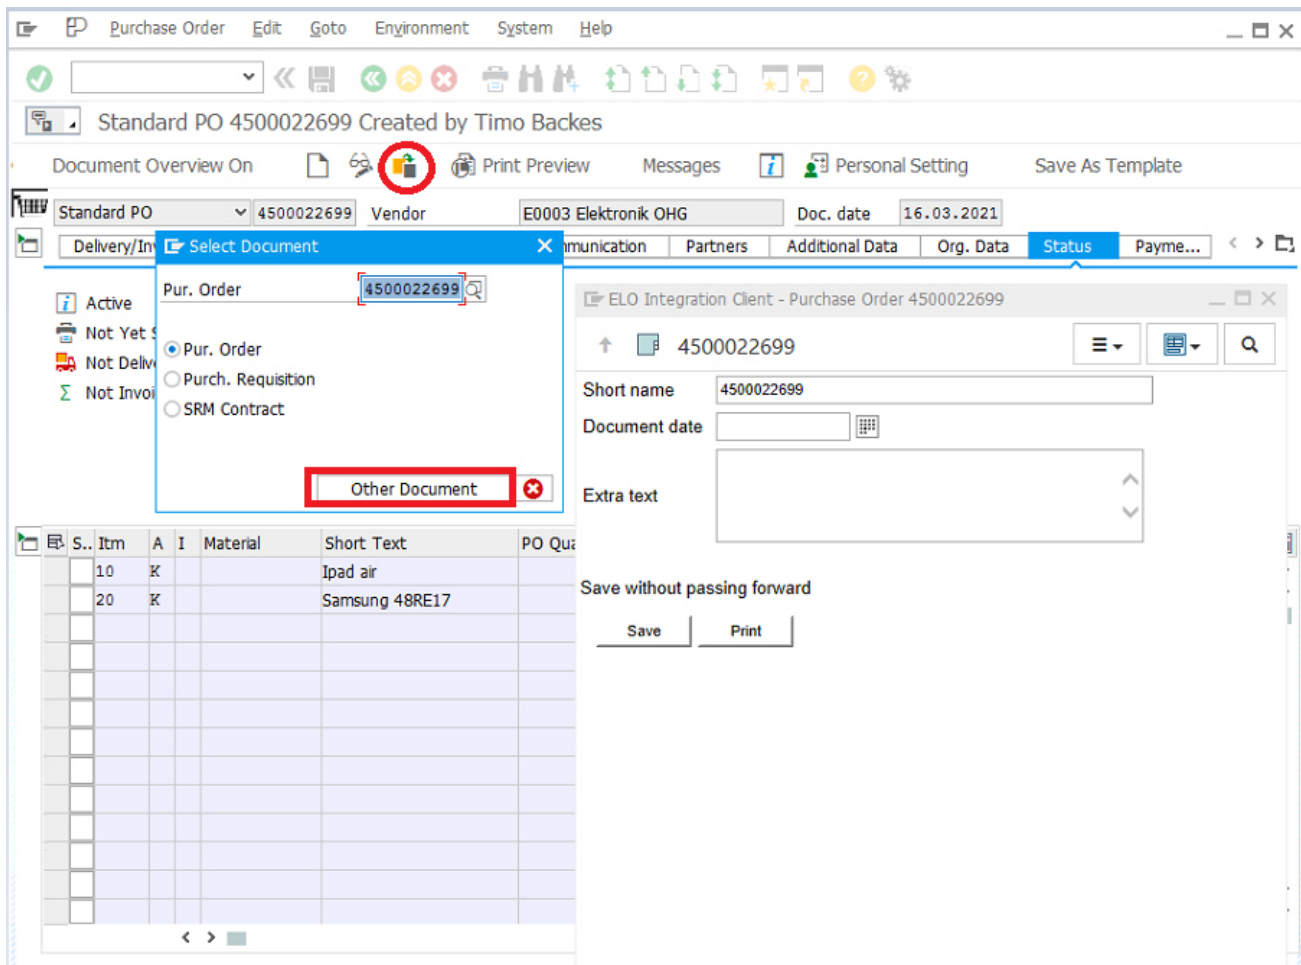 Purchase Order Edit Goto Environment System Help
Standard PO 4500022699 Created by Timo Backes
Document Overview On Print Preview Messages Personal Setting Save As Template
Standard PO 4500022699 Vendor E0003 Elektronik OHG Doc. date 16.03.2021
Delivery/In Select Document mmunication Partners Additional Data Org. Data Status Payme...
Pur. Order 4500022699
Active
Not Yet S
Not Delive
Σ Not Invoi
Pur. Order
Purch. Requisition
SRM Contract
Other Document
ELO Integration Client - Purchase Order 4500022699
4500022699
Short name 4500022699
Document date
Extra text
Save without passing forward
Save Print
S.. Itm A I Material Short Text PO Qua
10 K Ipad air
20 K Samsung 48RE17